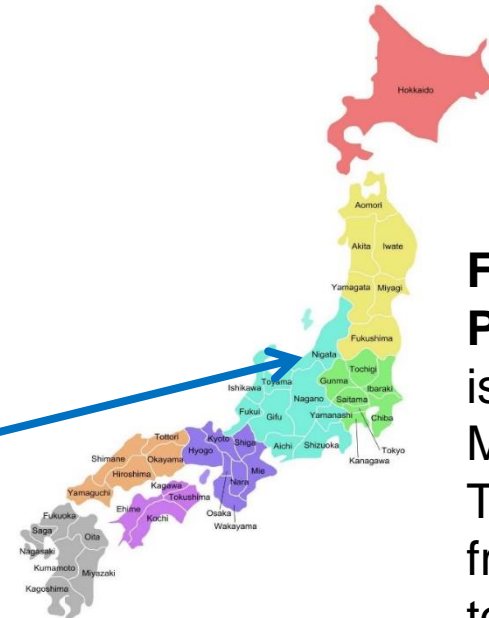 Hokkaido
Aomori
Akita Iwate
Yamagata Miyagi
Fukushima
Nigata
Tochigi
Gunma
Ibaraki
Toyama
Ishikawa
Nagano
Saitama
Fukui
Gifu
Yamanashi
Chiba
Aichi
Shizuoka
Tokyo
Kanagawa
Tottori
Kyoto
Shiga
Hyogo
Shimane
Okayama
Hiroshima
Mie
Nara
Yamaguchi
Kagawa
Tokushima
Ehime
Kochi
Osaka
Wakayama
Fukuoka
Saga
Oita
Nagasaki
Kumamoto
Miyazaki
Kagoshima
F
P
is
M
T
fr
to